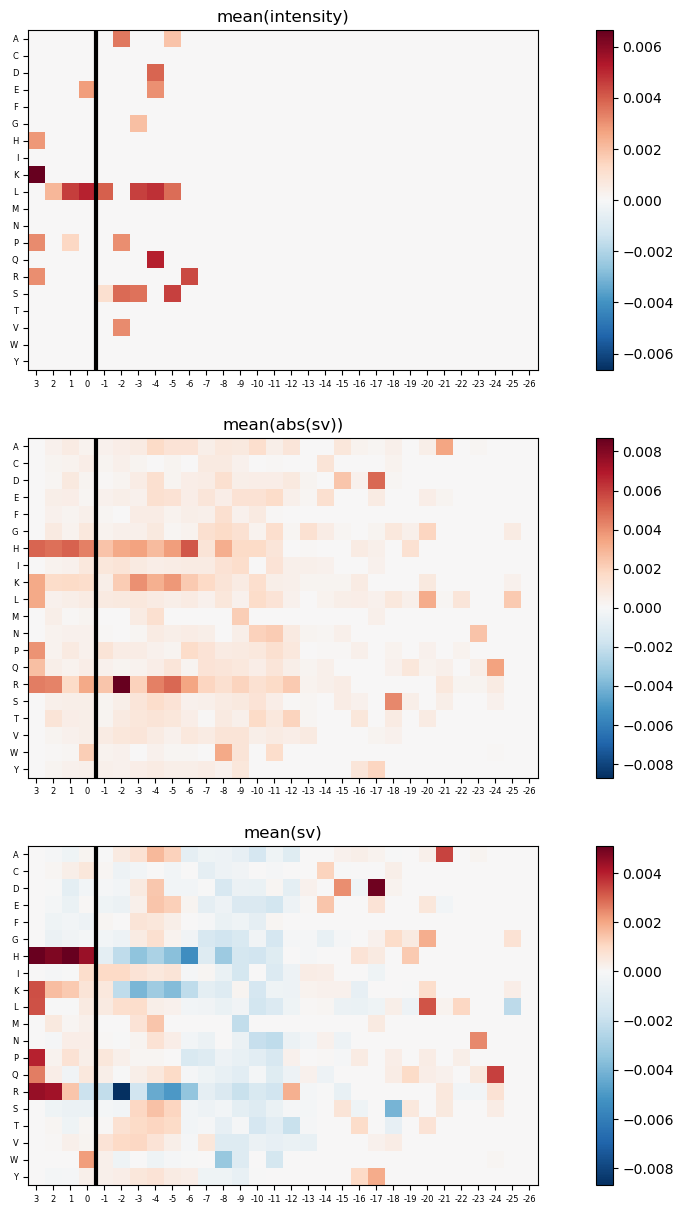 mean(intensity)
A
C
D
E
F
G
H
I
K
L
M
N
P
Q
R
S
T
V
W
Y
3 2 1 0 -1 -2 -3 -4 -5 -6 -7 -8 -9 -10 -11 -12 -13 -14 -15 -16 -17 -18 -19 -20 -21 -22 -23 -24 -25 -26
0.006
0.004
0.002
0.000
−0.002
−0.004
−0.006
mean(abs(sv))
A
C
D
E
F
G
H
I
K
L
M
N
P
Q
R
S
T
V
W
Y
3 2 1 0 -1 -2 -3 -4 -5 -6 -7 -8 -9 -10 -11 -12 -13 -14 -15 -16 -17 -18 -19 -20 -21 -22 -23 -24 -25 -26
0.008
0.006
0.004
0.002
0.000
−0.002
−0.004
−0.006
−0.008
mean(sv)
A
C
D
E
F
G
H
I
K
L
M
N
P
Q
R
S
T
V
W
Y
3 2 1 0 -1 -2 -3 -4 -5 -6 -7 -8 -9 -10 -11 -12 -13 -14 -15 -16 -17 -18 -19 -20 -21 -22 -23 -24 -25 -26
0.004
0.002
0.000
−0.002
−0.004
−0.006
−0.008